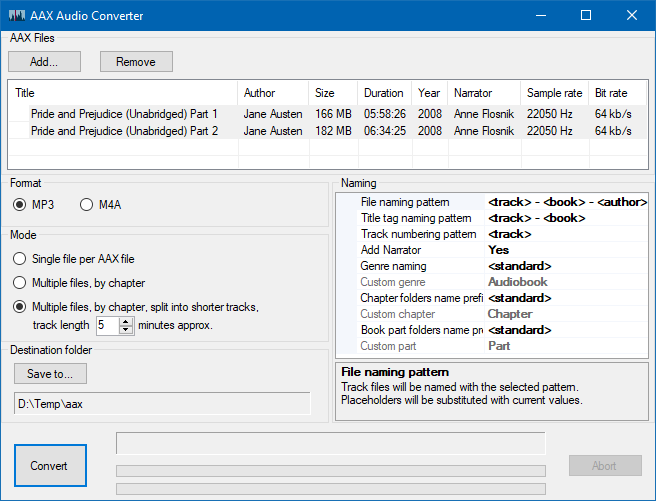 AAX Audio Converter
AAX Files
Add... Remove
Title Author Size Duration Year Narrator Sample rate Bit rate
Pride and Prejudice (Unabridged) Part 1 Jane Austen 166 MB 05:58:26 2008 Anne Flosnik 22050 Hz 64 kb/s
Pride and Prejudice (Unabridged) Part 2 Jane Austen 182 MB 06:34:25 2008 Anne Flosnik 22050 Hz 64 kb/s
Format
MP3 M4A
Mode
Single file per AAX file
Multiple files, by chapter
Multiple files, by chapter, split into shorter tracks,
track length 5 minutes approx.
Destination folder
Save to...
D:\Temp\aax
Naming
File naming pattern <track> - <book> - <author>
Title tag naming pattern <track> - <book>
Track numbering pattern <track>
Add Narrator Yes
Genre naming <standard>
Custom genre Audiobook
Chapter folders name prefi <standard>
Custom chapter Chapter
Book part folders name pre <standard>
Custom part Part
File naming pattern
Track files will be named with the selected pattern.
Placeholders will be substituted with current values.
Convert
Abort